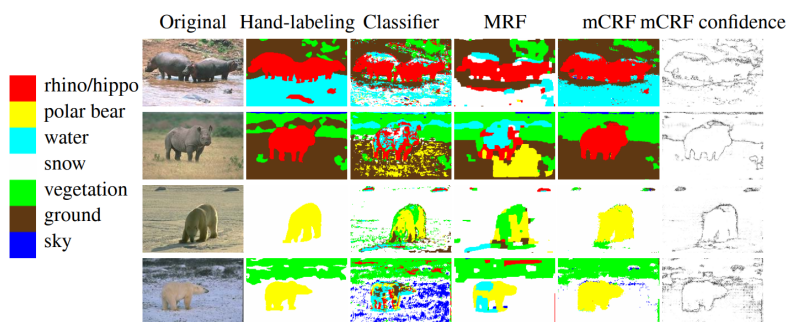 Original Hand-labeling Classifier MRF mCRF mCRF confidence
rhino/hippo
polar bear
water
snow
vegetation
ground
sky